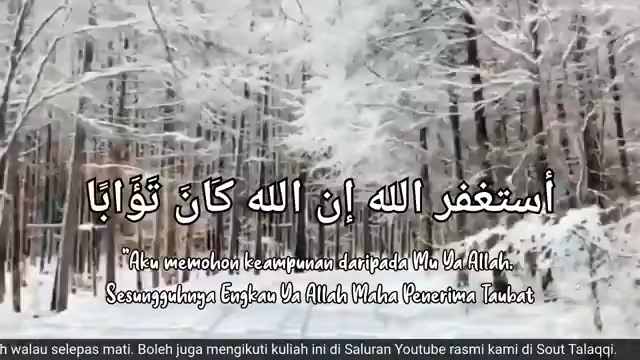 أستغفر الله إن الله كَانَ تَؤَابًا
"Aku memohon keampunan daripada Mu Ya Allah.
Sesungguhnya Engkau Ya Allah Maha Penerima Taubat
h walau selepas mati. Boleh juga mengikuti kuliah ini di Saluran Youtube rasmi kami di Sout Talaqqi.